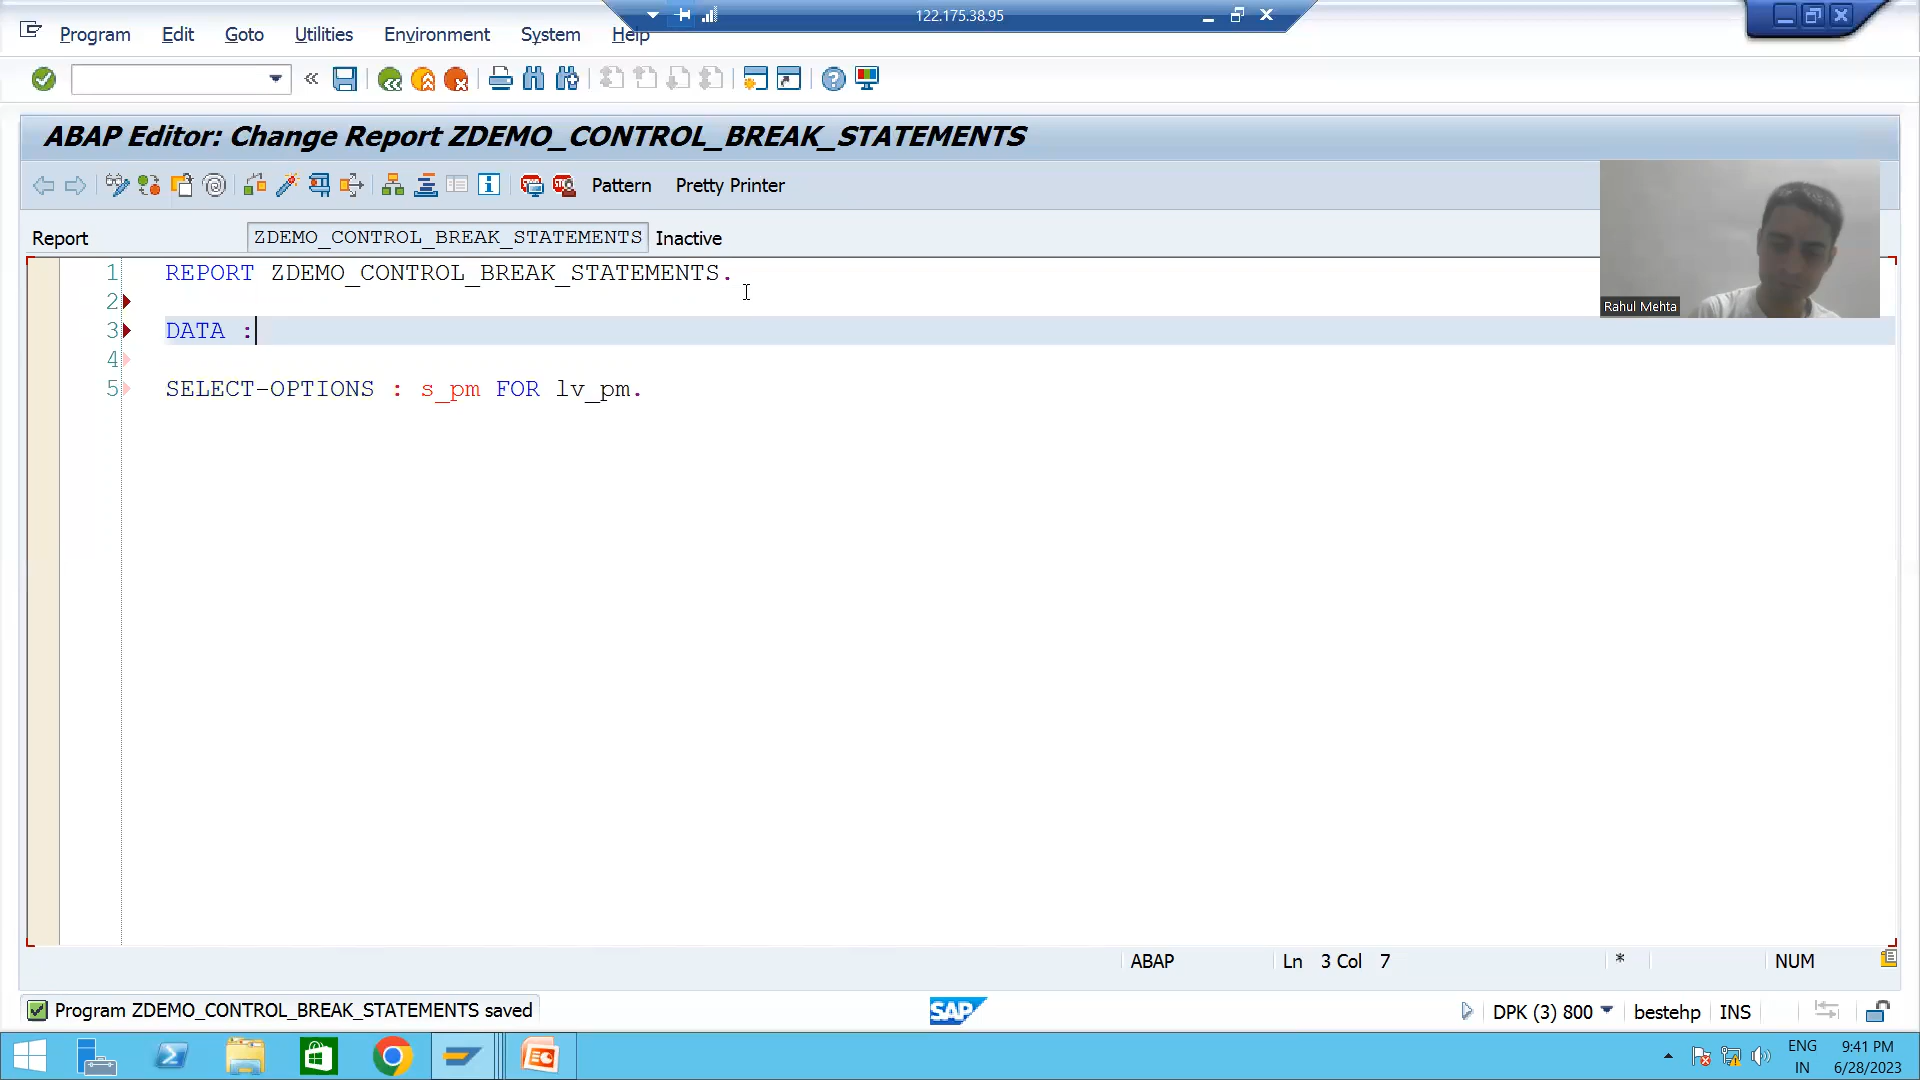 122.175.38.95
Program Edit Goto Utilities Environment System Help
ABAP Editor: Change Report ZDEMO_CONTROL_BREAK_STATEMENTS
Pattern Pretty Printer
Report ZDEMO_CONTROL_BREAK_STATEMENTS Inactive
1 REPORT ZDEMO_CONTROL_BREAK_STATEMENTS.
2
3 DATA :
4
5 SELECT-OPTIONS : s_pm FOR lv_pm.
Rahul Mehta
ABAP Ln 3 Col 7 * NUM
Program ZDEMO_CONTROL_BREAK_STATEMENTS saved
SAP
DPK (3) 800 bestehp INS
ENG 9:41 PM
IN 6/28/2023